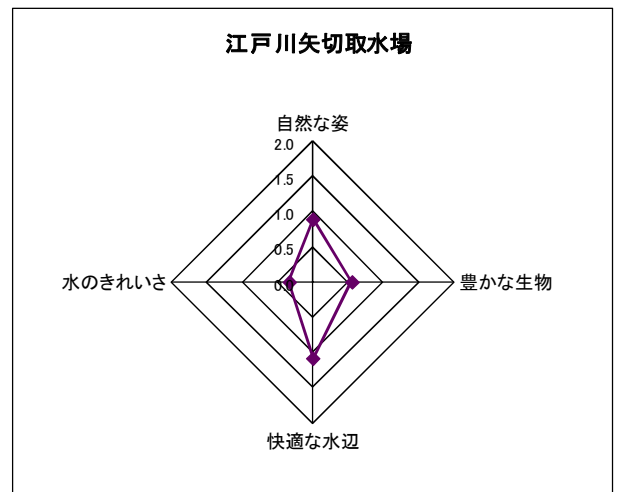 江戸川矢切取水場
自然な姿
2.0
1.5
1.0
0.5
0.0
水のきれいさ
豊かな生物
快適な水辺